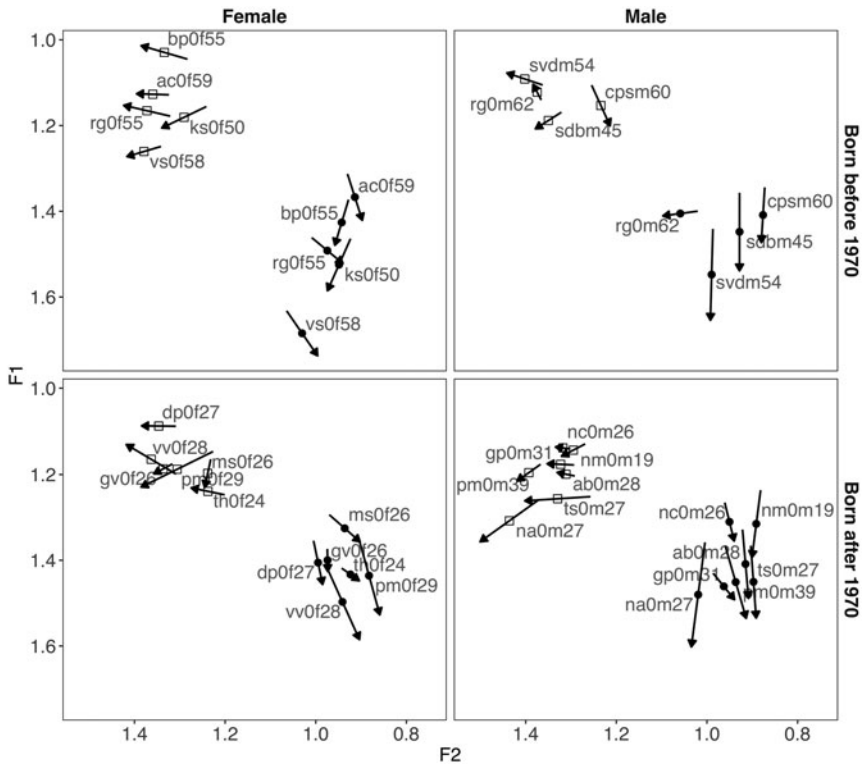 Female Male
1.0
bp0f55
svdm54
ac0f59
cpsm60
rg0m62
1.2
rg0f55
ks0f50
sdbm45
vs0f58
Born before 1970
ac0f59
1.4
bp0f55
cpsm60
rg0m62
sdbm45
rg0f55
ks0f50
svdm54
1.6
vs0f58
F1
1.0
dp0f27
nc0m26
vv0f28
gp0m31
nm0m19
ms0f26
1.2
gv0f26
pm0f29
pm0m39
ab0m28
th0f24
ts0m27
na0m27
Born after 1970
ms0f26
nc0m26
nm0m19
1.4
gv0f26
ab0m28
dp0f27
th0f24
gp0m31
ts0m27
pm0f29
m0m39
vv0f28
na0m27
1.6
1.4 1.2 1.0 0.8 1.4 1.2 1.0 0.8
F2